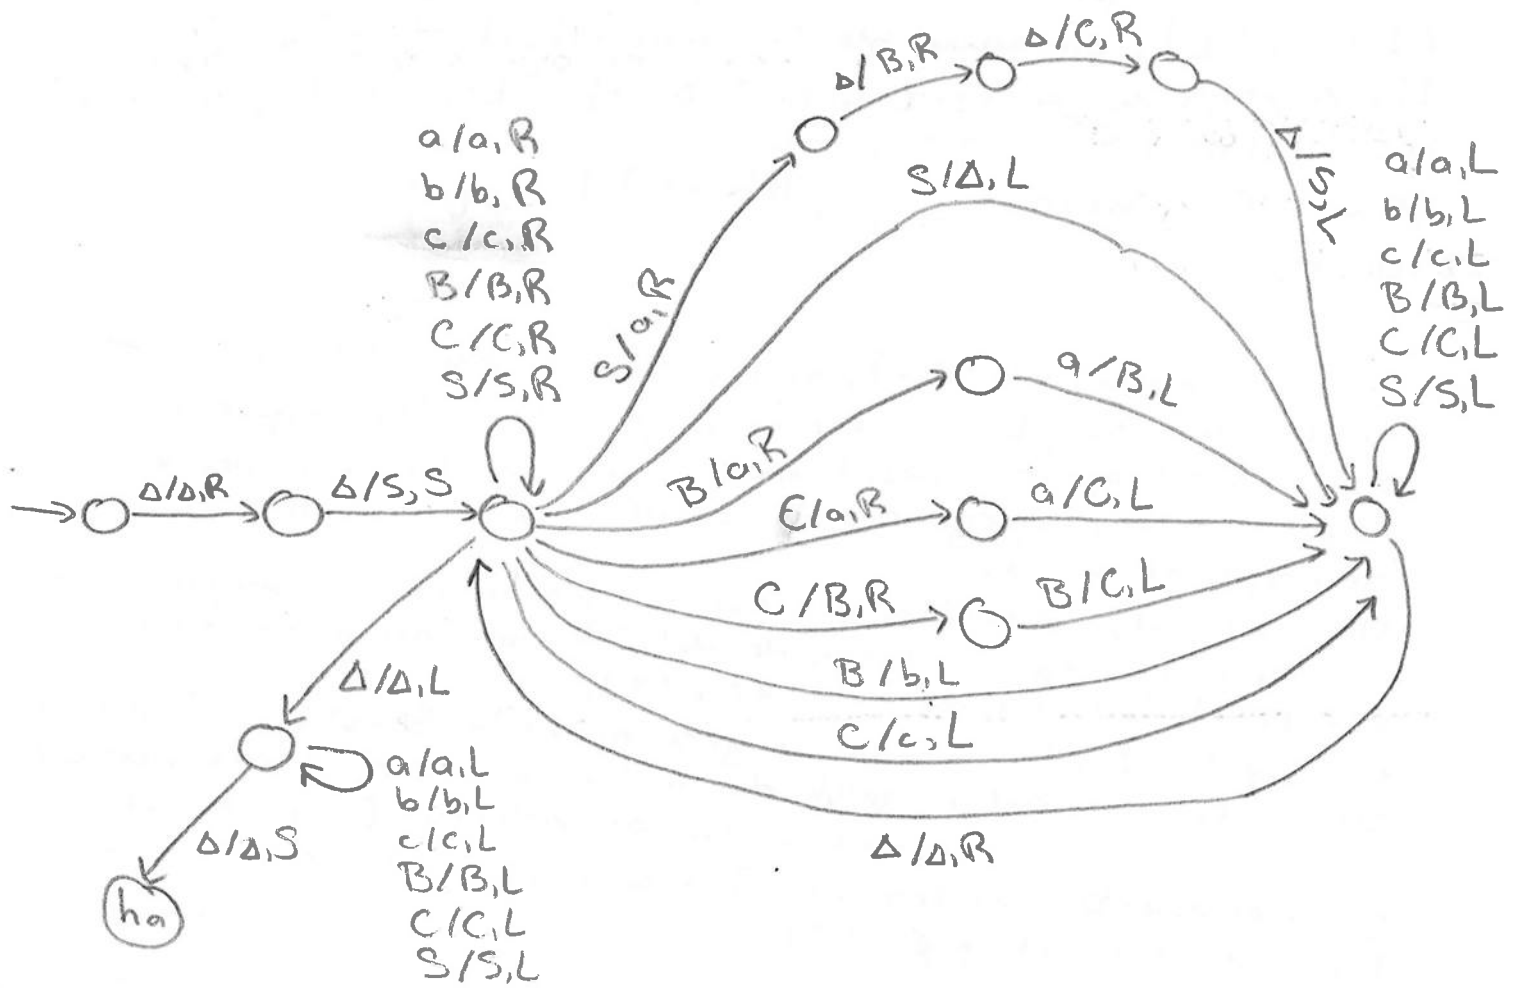 Δ/B,R
Δ/C,R
Δ/S,L
a/a,R
b/b,R
c/c,R
B/B,R
C/C,R
S/S,R
S/a,R
S/Δ,L
a/a,L
b/b,L
c/c,L
B/B,L
C/C,L
S/S,L
B/a,R
a/B,L
Δ/Δ,R
Δ/S,S
C/a,R
a/C,L
C/B,R
B/C,L
B/b,L
C/c,L
Δ/Δ,R
Δ/Δ,L
a/a,L
b/b,L
c/c,L
B/B,L
C/C,L
S/S,L
Δ/Δ,S
ha